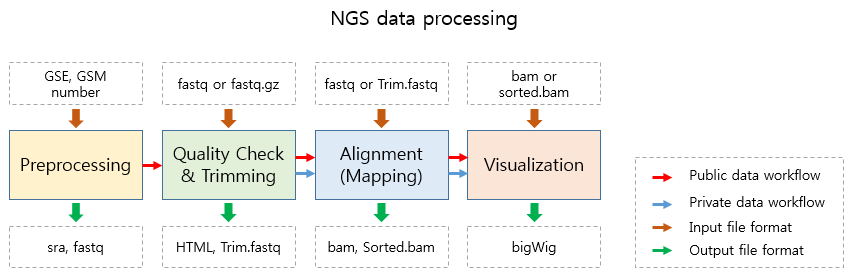 NGS data processing
GSE, GSM
number
fastq or fastq.gz
fastq or Trim.fastq
bam or
sorted.bam
Preprocessing
Quality Check
& Trimming
Alignment
(Mapping)
Visualization
sra, fastq
HTML, Trim.fastq
bam, Sorted.bam
bigWig
Public data workflow
Private data workflow
Input file format
Output file format